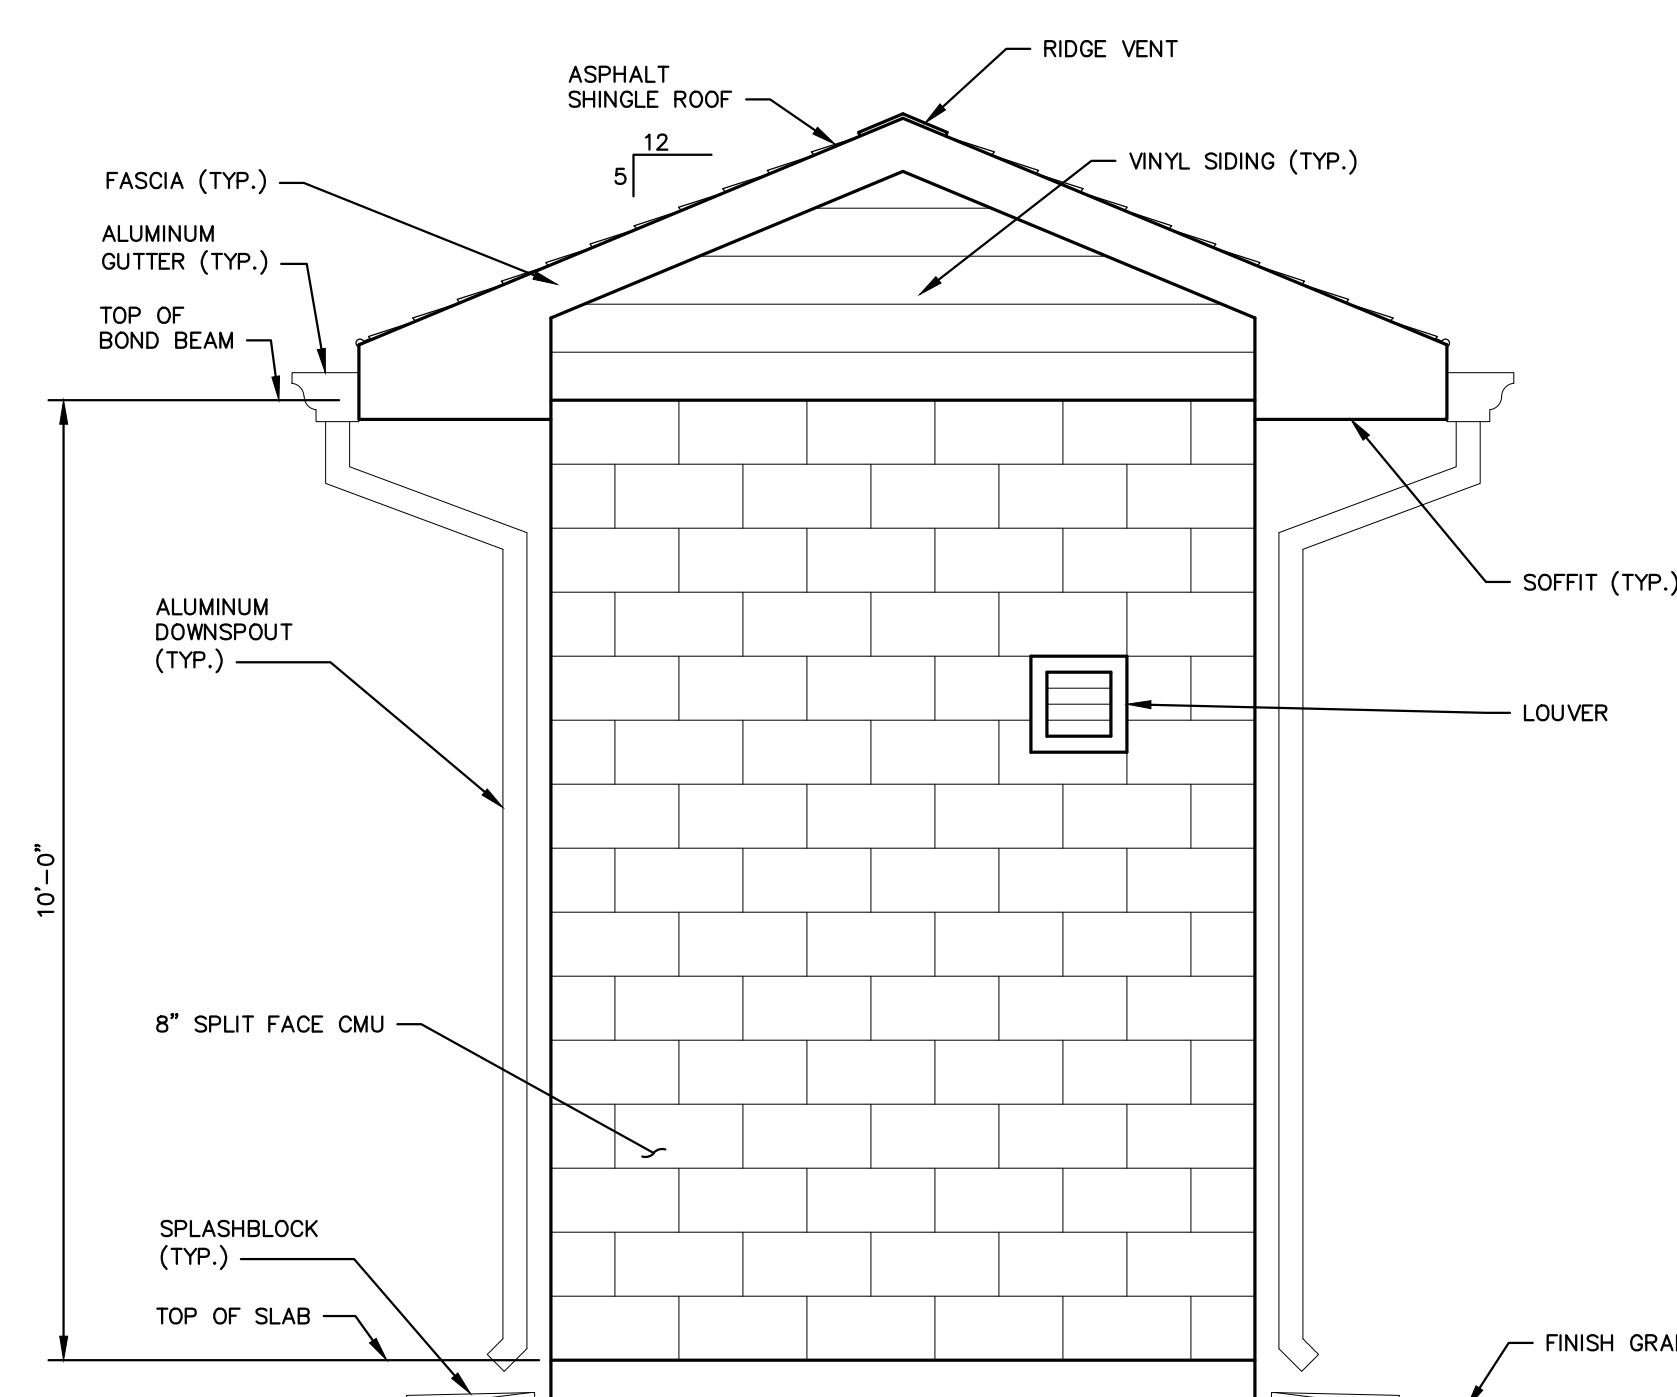 RIDGE VENT
ASPHALT
SHINGLE ROOF
12
5
VINYL SIDING (TYP.)
FASCIA (TYP.)
ALUMINUM
GUTTER (TYP.)
TOP OF
BOND BEAM
SOFFIT (TYP.)
ALUMINUM
DOWNSPOUT
(TYP.)
LOUVER
10'-0"
8" SPLIT FACE CMU
SPLASHBLOCK
(TYP.)
TOP OF SLAB
FINISH